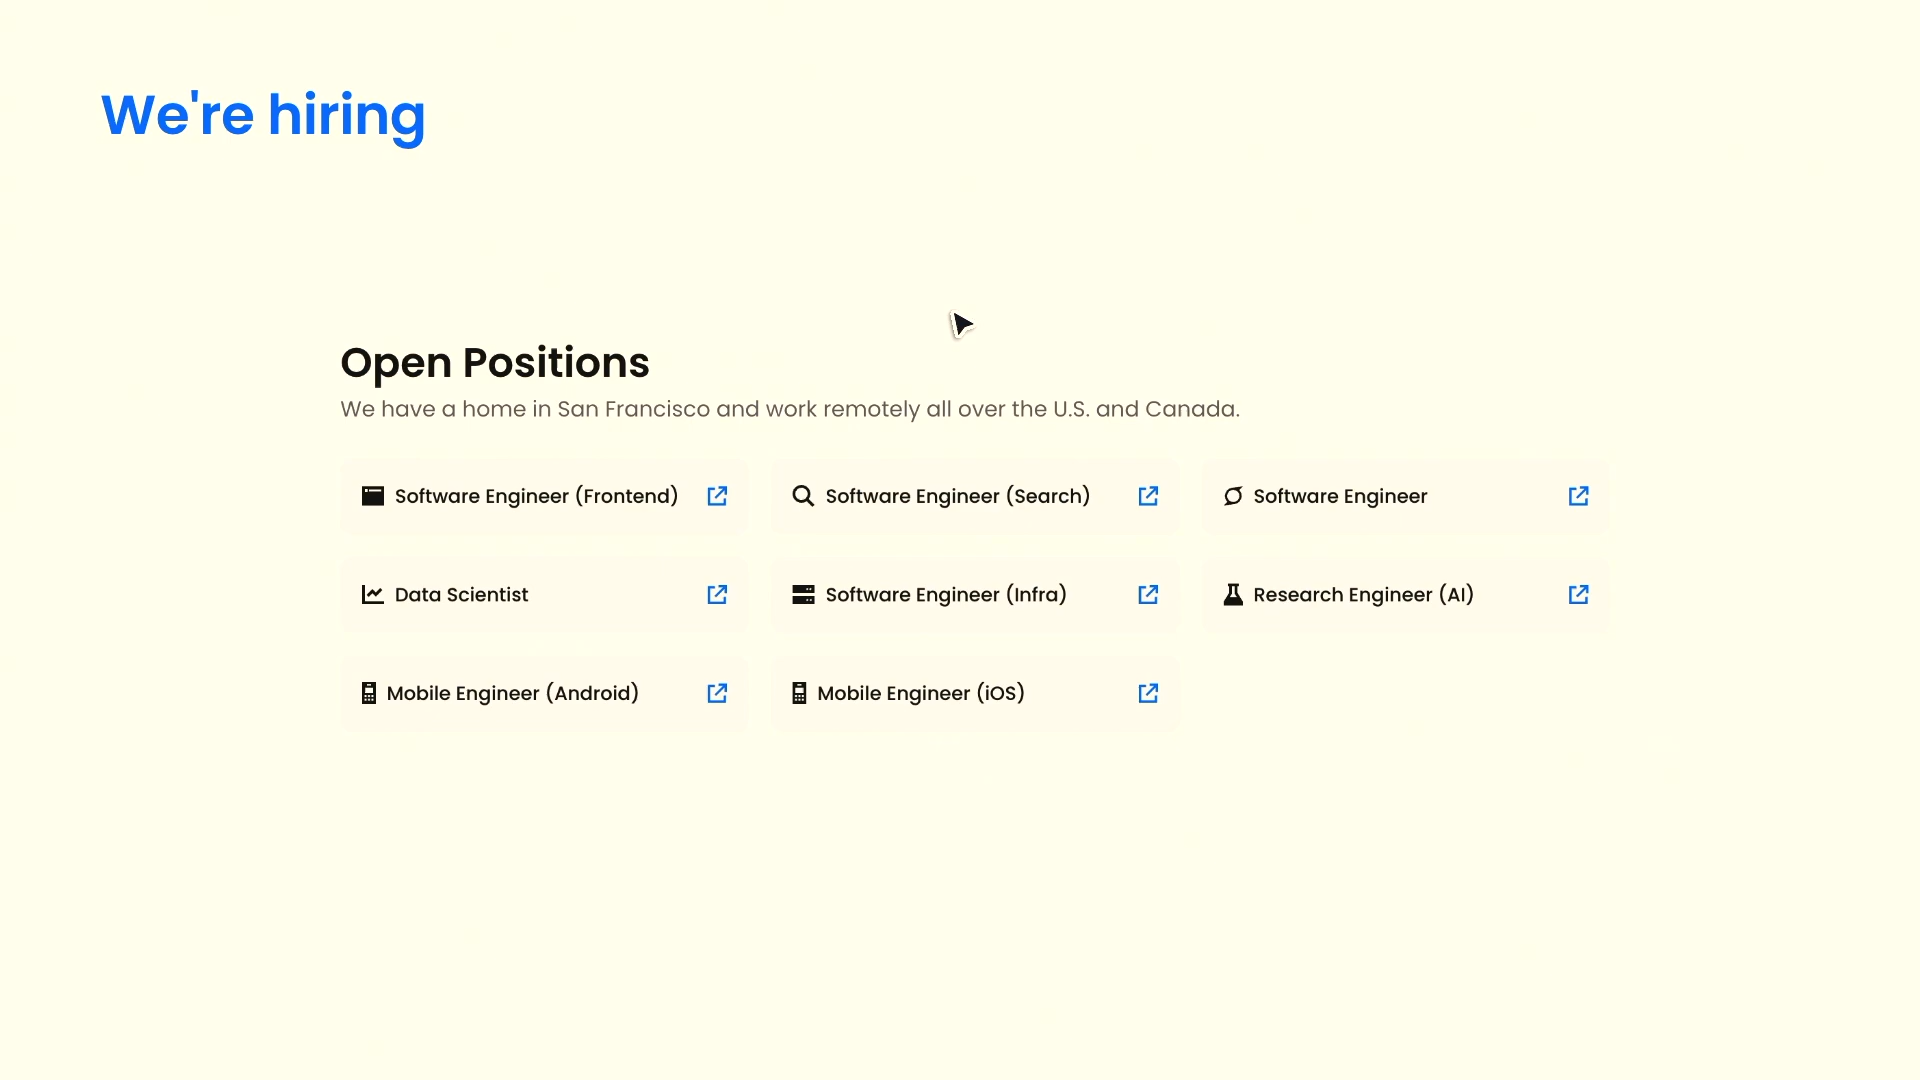 We're hiring
Open Positions
We have a home in San Francisco and work remotely all over the U.S. and Canada.
Software Engineer (Frontend)
Software Engineer (Search)
Software Engineer
Data Scientist
Software Engineer (Infra)
Research Engineer (AI)
Mobile Engineer (Android)
Mobile Engineer (iOS)